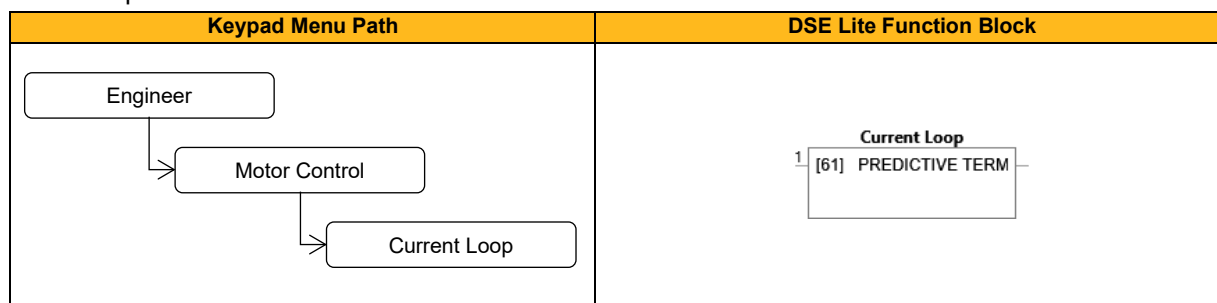 Keypad Menu Path
DSE Lite Function Block
Engineer
Motor Control
Current Loop
Current Loop
1 [61] PREDICTIVE TERM